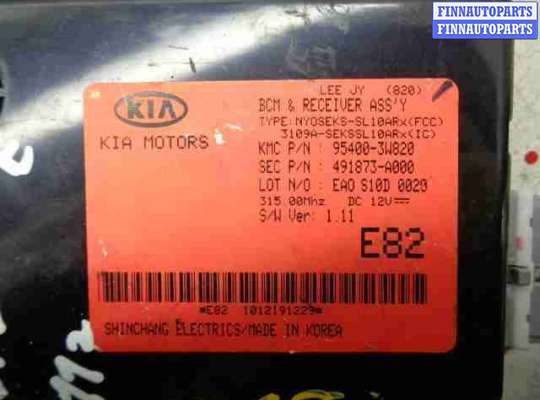 FINNAUTOPARTS
FINNAUTOPARTS
LEE JY (820)
KIA
KIA MOTORS
BCM & RECEIVER ASS'Y
TYPE:NYOSEKS-SL10ARx(FCC)
3109A-SEKSSL10ARx(IC)
KMC P/N : 95400-3W820
SEC P/N : 491873-A000
LOT N/O : EAO S10D 0029
315.00Mhz DC 12V
S/W Ver: 1.11
E82
*E82 1012191229*
SHINCHANG ELECTRICS/MADE IN KOREA